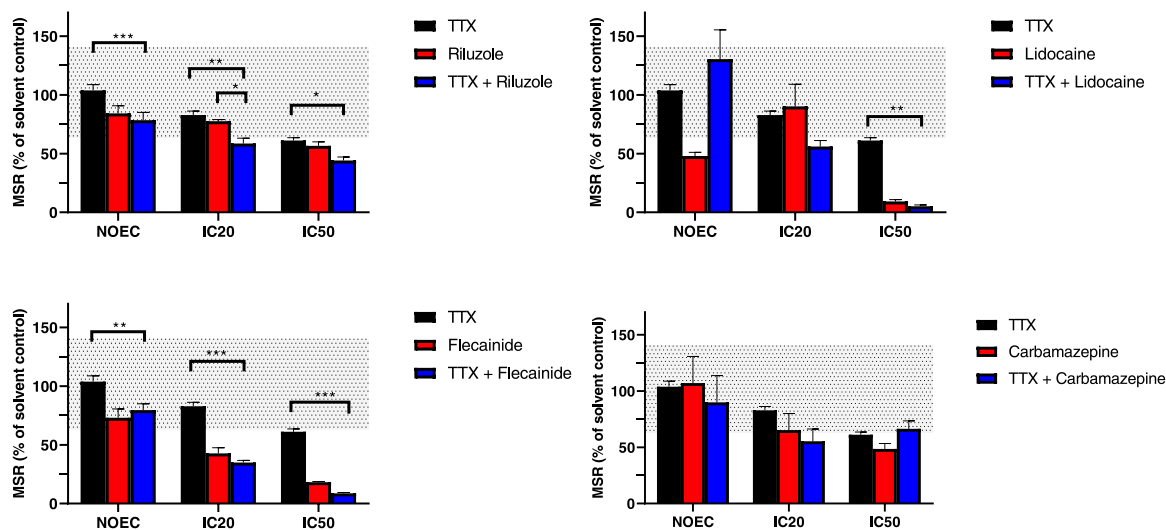 MSR (% of solvent control)
150
100
50
0
***
**
*
*
NOEC
IC20
IC50
TTX
Riluzole
TTX + Riluzole
MSR (% of solvent control)
150
100
50
0
**
NOEC
IC20
IC50
TTX
Lidocaine
TTX + Lidocaine
MSR (% of solvent control)
150
100
50
0
**
***
***
NOEC
IC20
IC50
TTX
Flecainide
TTX + Flecainide
MSR (% of solvent control)
150
100
50
0
NOEC
IC20
IC50
TTX
Carbamazepine
TTX + Carbamazepine